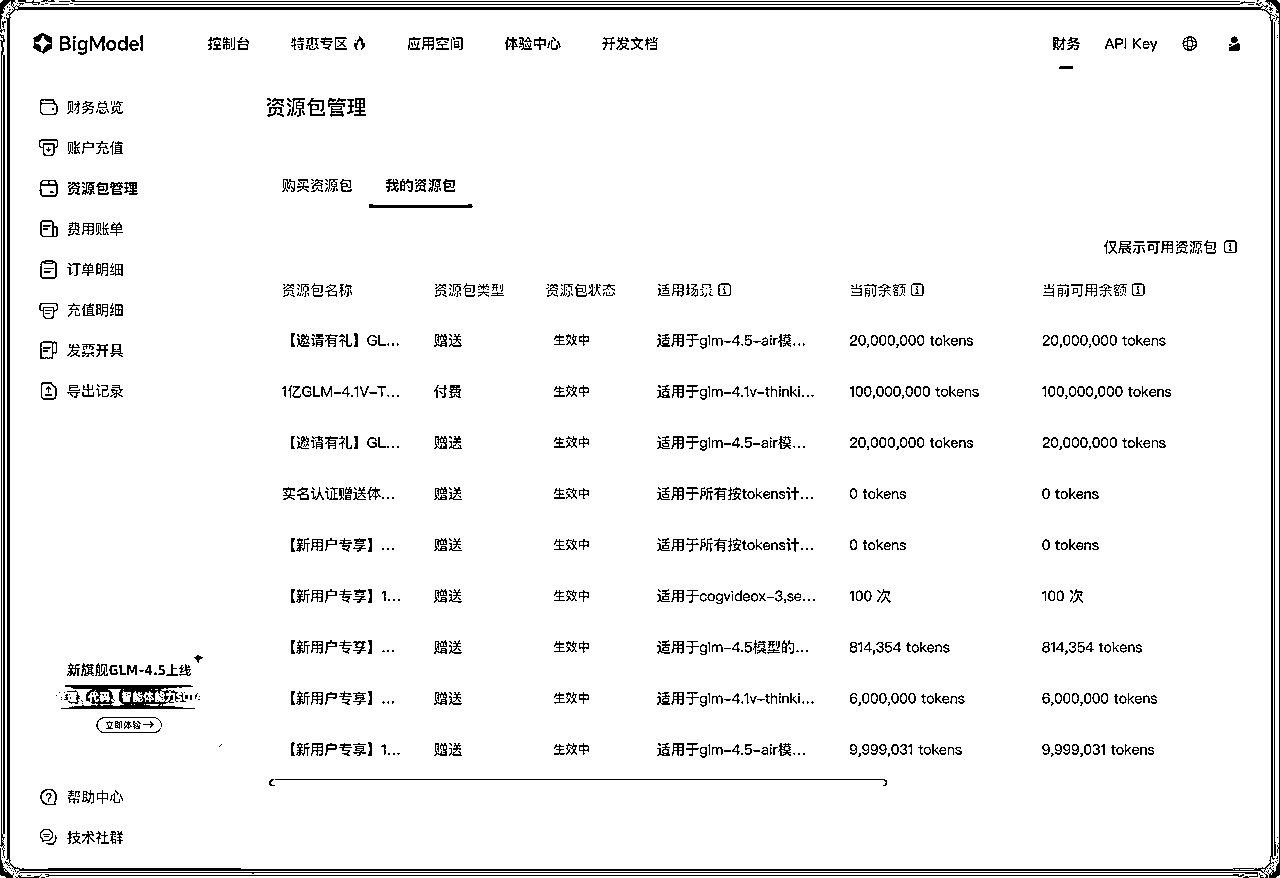 BigModel 控制台 特惠专区 应用空间 体验中心 开发文档 财务 API Key
财务总览
账户充值
资源包管理
费用账单
订单明细
充值明细
发票开具
导出记录
新旗舰GLM-4.5上线
立即体验→
帮助中心
技术社群
资源包管理
购买资源包 我的资源包
仅展示可用资源包
资源包名称 资源包类型 资源包状态 适用场景 当前余额 当前可用余额
【邀请有礼】GL... 赠送 生效中 适用于glm-4.5-air模... 20,000,000 tokens 20,000,000 tokens
1亿GLM-4.1V-T... 付费 生效中 适用于glm-4.1v-thinki... 100,000,000 tokens 100,000,000 tokens
【邀请有礼】GL... 赠送 生效中 适用于glm-4.5-air模... 20,000,000 tokens 20,000,000 tokens
实名认证赠送体... 赠送 生效中 适用于所有按tokens计... 0 tokens 0 tokens
【新用户专享】... 赠送 生效中 适用于所有按tokens计... 0 tokens 0 tokens
【新用户专享】1... 赠送 生效中 适用于cogvideox-3,se... 100 次 100 次
【新用户专享】... 赠送 生效中 适用于glm-4.5模型的... 814,354 tokens 814,354 tokens
【新用户专享】... 赠送 生效中 适用于glm-4.1v-thinki... 6,000,000 tokens 6,000,000 tokens
【新用户专享】1... 赠送 生效中 适用于glm-4.5-air模... 9,999,031 tokens 9,999,031 tokens